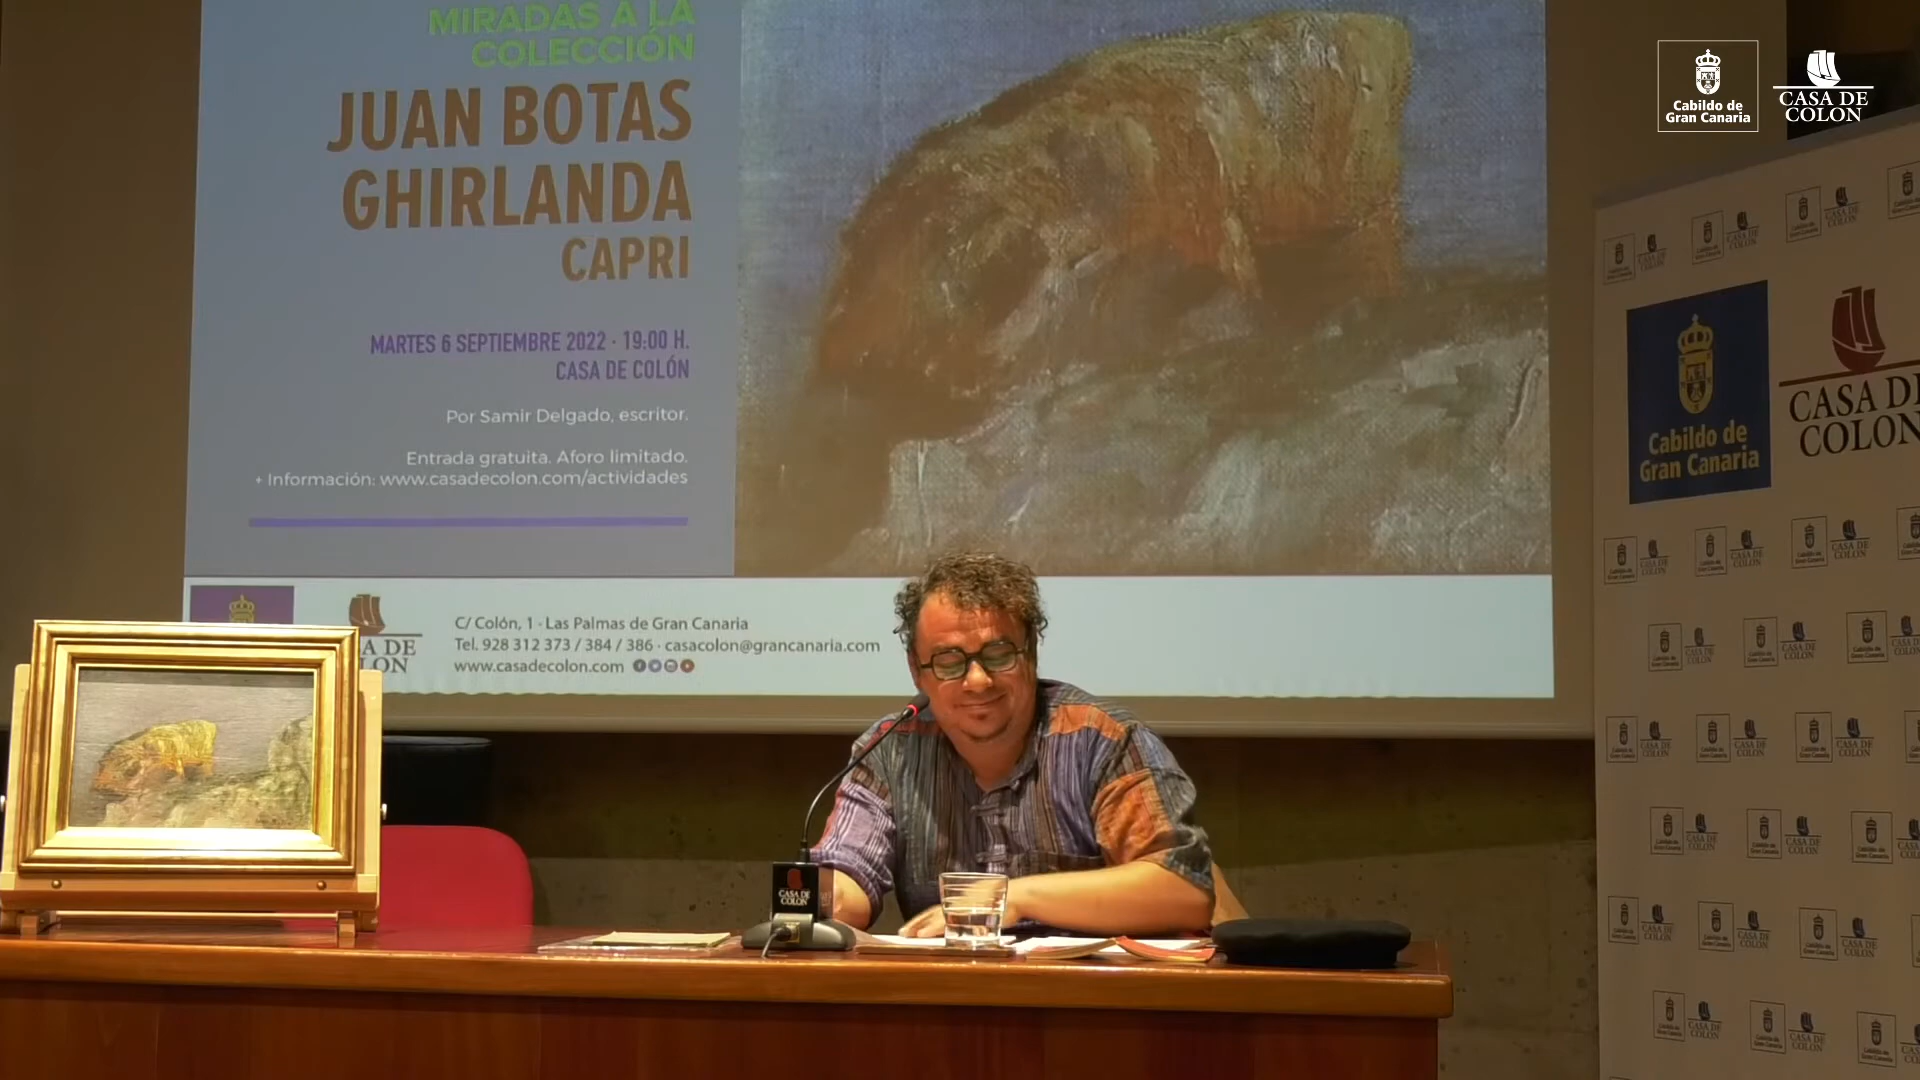 MIRADAS A LA
COLECCIÓN
JUAN BOTAS
GHIRLANDA
CAPRI
MARTES 6 SEPTIEMBRE 2022 · 19:00 H.
CASA DE COLÓN
Por Samir Delgado, escritor.
Entrada gratuita. Aforo limitado.
+ Información: www.casadecolon.com/actividades
C/ Colón, 1 · Las Palmas de Gran Canaria
Tel. 928 312 373 / 384 / 386 · casacolon@grancanaria.com
www.casadecolon.com
Cabildo de
Gran Canaria
CASA DE
COLON
Cabildo de
Gran Canaria
CASA DE
COLON
CASA DE
COLON